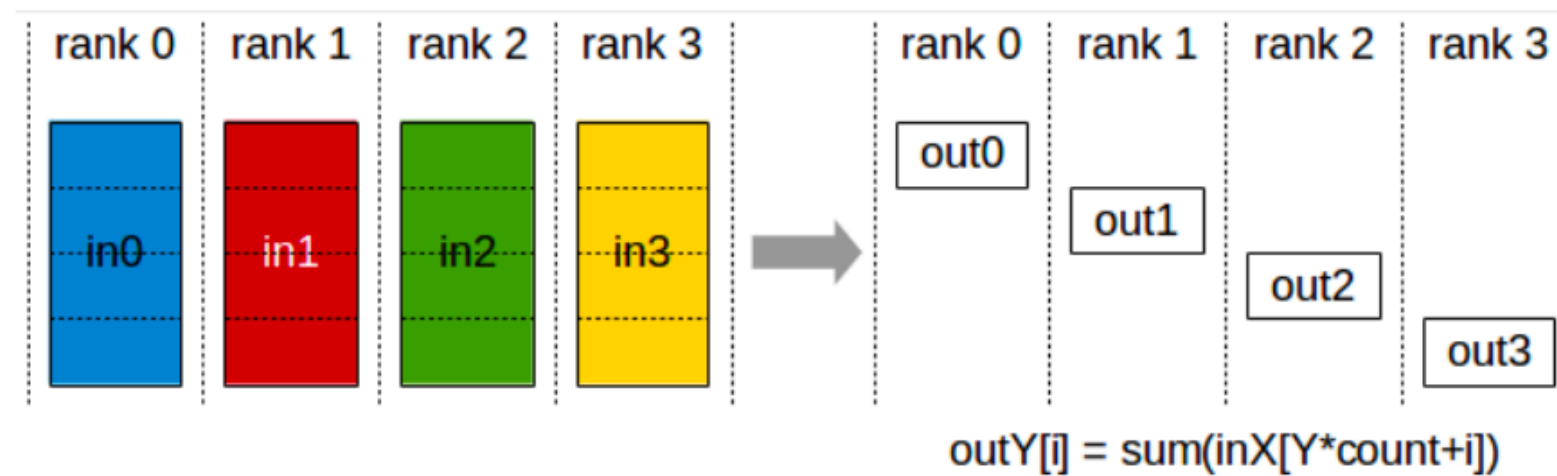 rank 0 rank 1 rank 2 rank 3 rank 0 rank 1 rank 2 rank 3
out0
out1
in0 in1 in2 in3
out2
out3
outY[i] = sum(inX[Y*count+i])